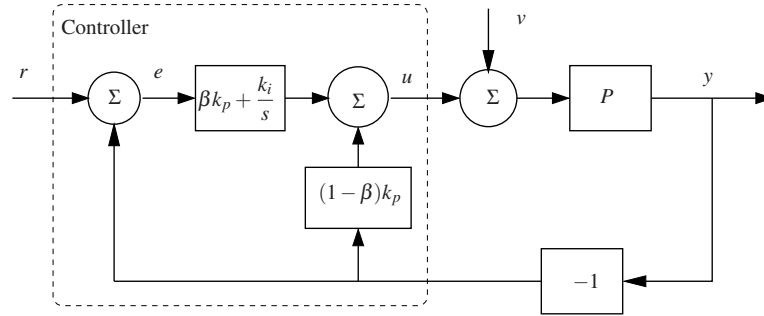 Controller
v
r
e
u
y
Σ
βk_p + k_i/s
Σ
Σ
P
(1 − β)k_p
−1